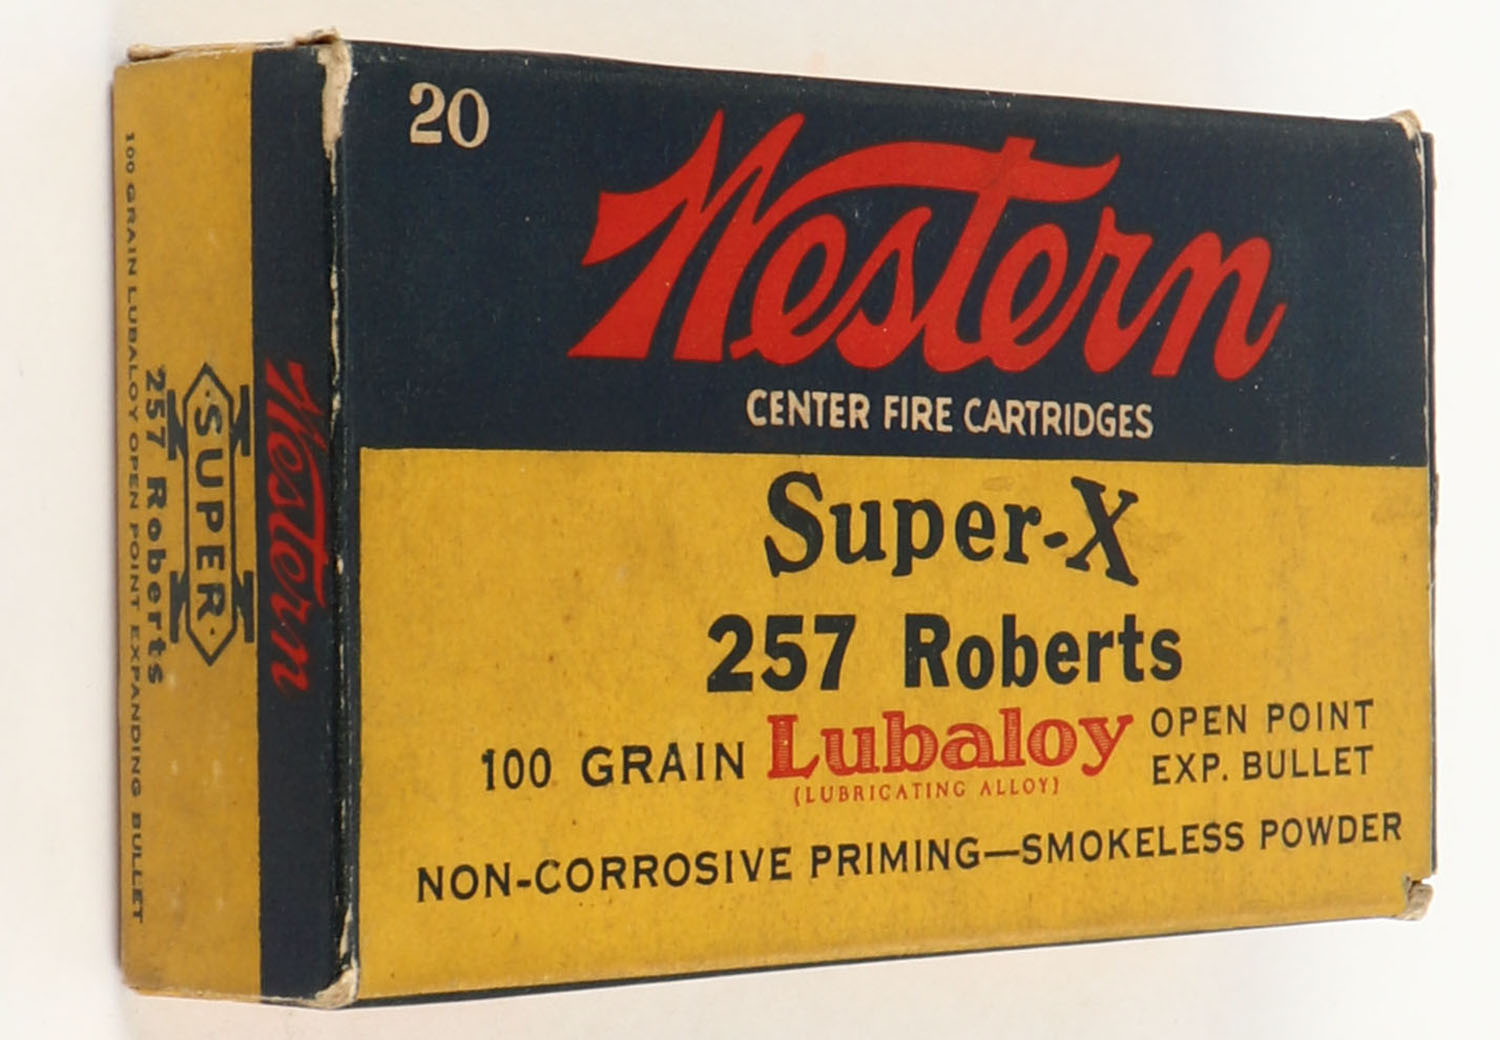 20
Western
CENTER FIRE CARTRIDGES
Super-X
257 Roberts
100 GRAIN Lubaloy OPEN POINT
EXP. BULLET
(LUBRICATING ALLOY)
NON-CORROSIVE PRIMING—SMOKELESS POWDER
Western
·SUPER·
X
257 Roberts
100 GRAIN LUBALOY OPEN POINT EXPANDING BULLET